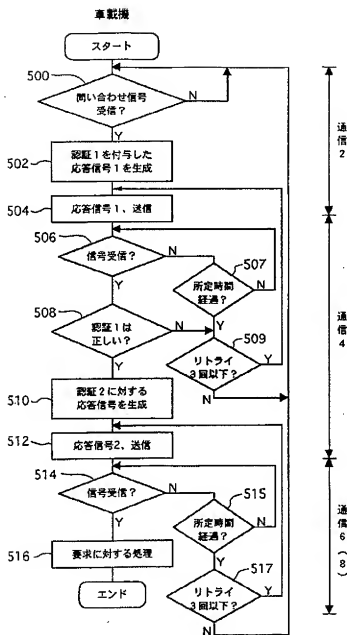 車載機
スタート
500
問い合わせ信号
受信？
N
Y
502
認証1を付与した
応答信号1を生成
504
応答信号1、送信
506
信号受信？
N
Y
507
所定時間
経過？
N
Y
508
認証1は
正しい？
N
Y
509
リトライ
3回以下？
Y
N
510
認証2に対する
応答信号を生成
512
応答信号2、送信
514
信号受信？
N
Y
515
所定時間
経過？
N
Y
516
要求に対する処理
エンド
517
リトライ
3回以下？
Y
N
通信2
通信4
通信6(8)